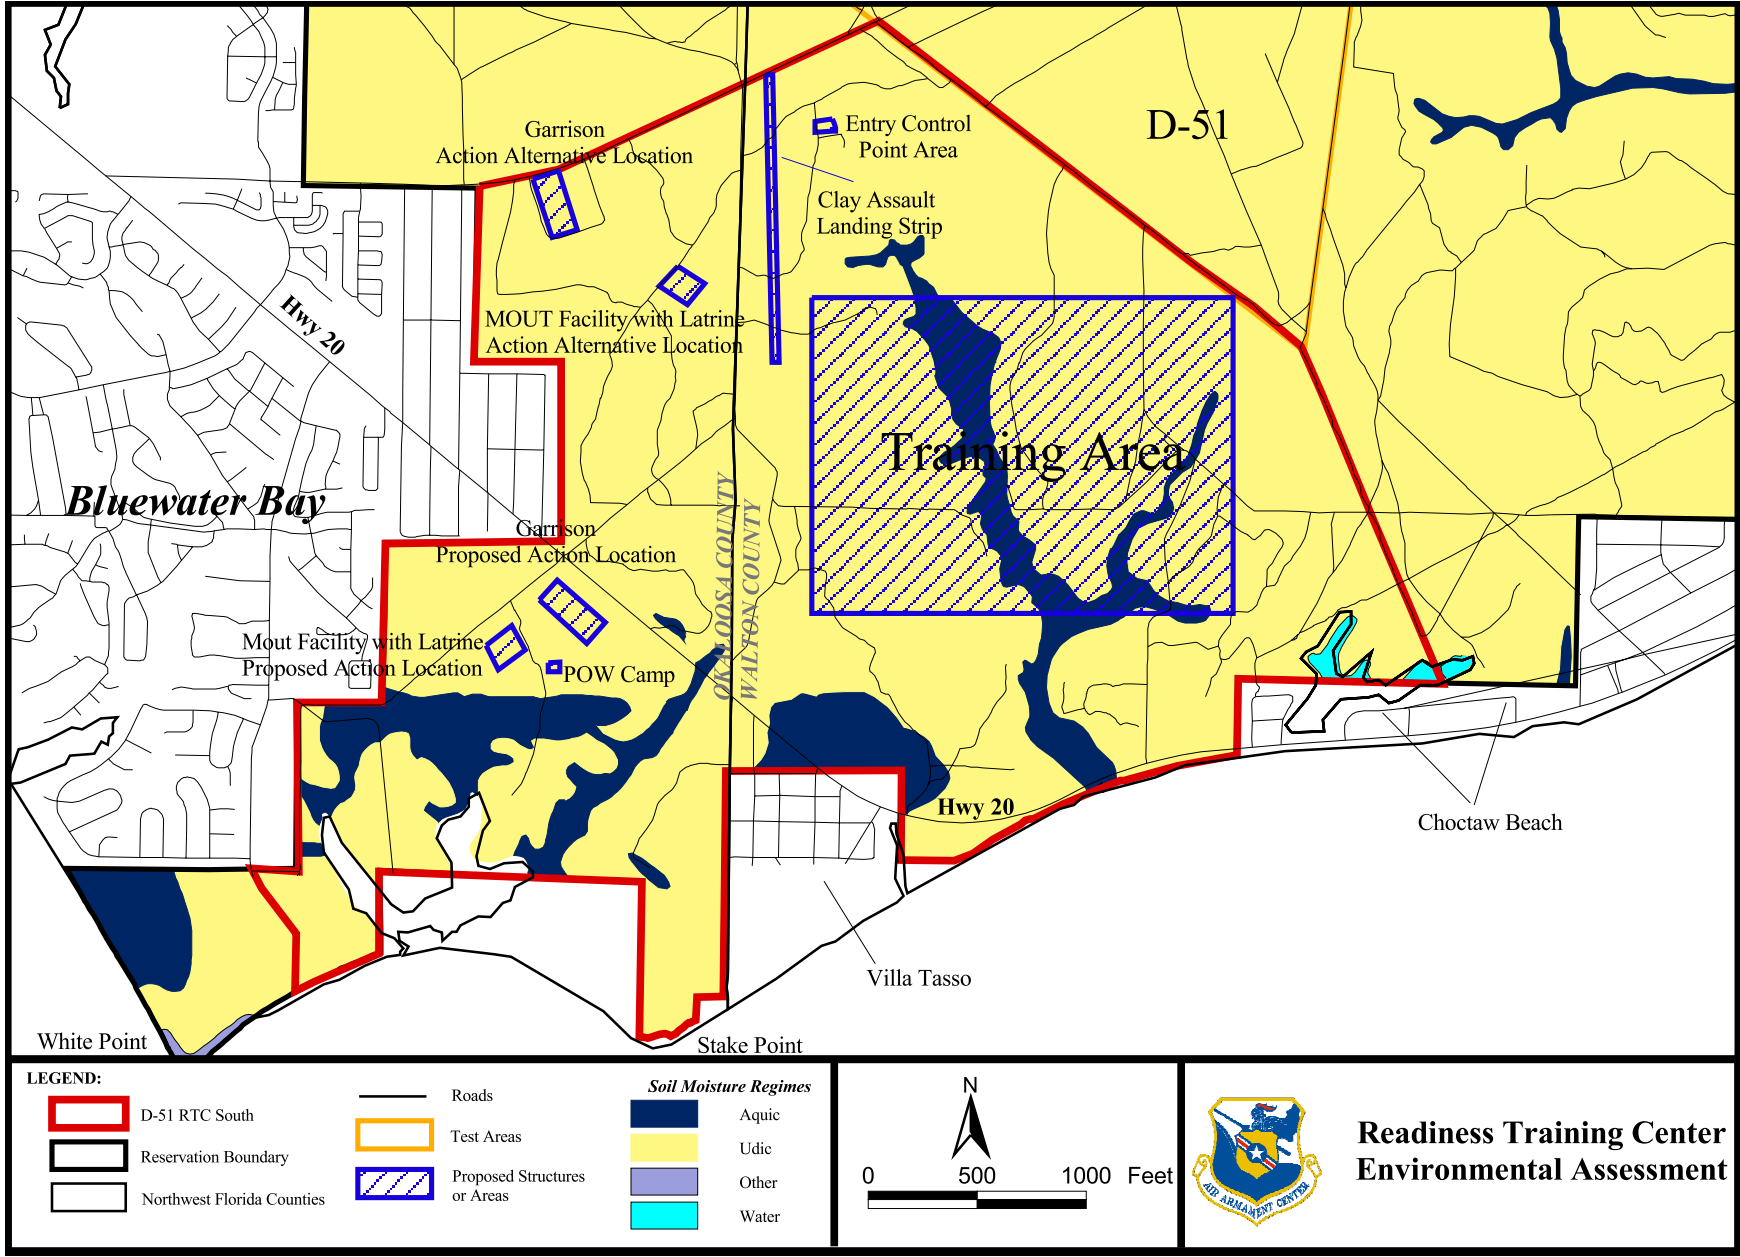 D-51
Garrison
Action Alternative Location
Entry Control
Point Area
Clay Assault
Landing Strip
Hwy 20
MOUT Facility with Latrine
Action Alternative Location
Training Area
Bluewater Bay
OKALOOSA COUNTY
WALTON COUNTY
Garrison
Proposed Action Location
Mout Facility with Latrine
Proposed Action Location
POW Camp
Hwy 20
Choctaw Beach
Villa Tasso
White Point
Stake Point
LEGEND:
D-51 RTC South
Reservation Boundary
Northwest Florida Counties
Roads
Test Areas
Proposed Structures
or Areas
Soil Moisture Regimes
Aquic
Udic
Other
Water
N
0 500 1000 Feet
AIR ARMAMENT CENTER
Readiness Training Center
Environmental Assessment